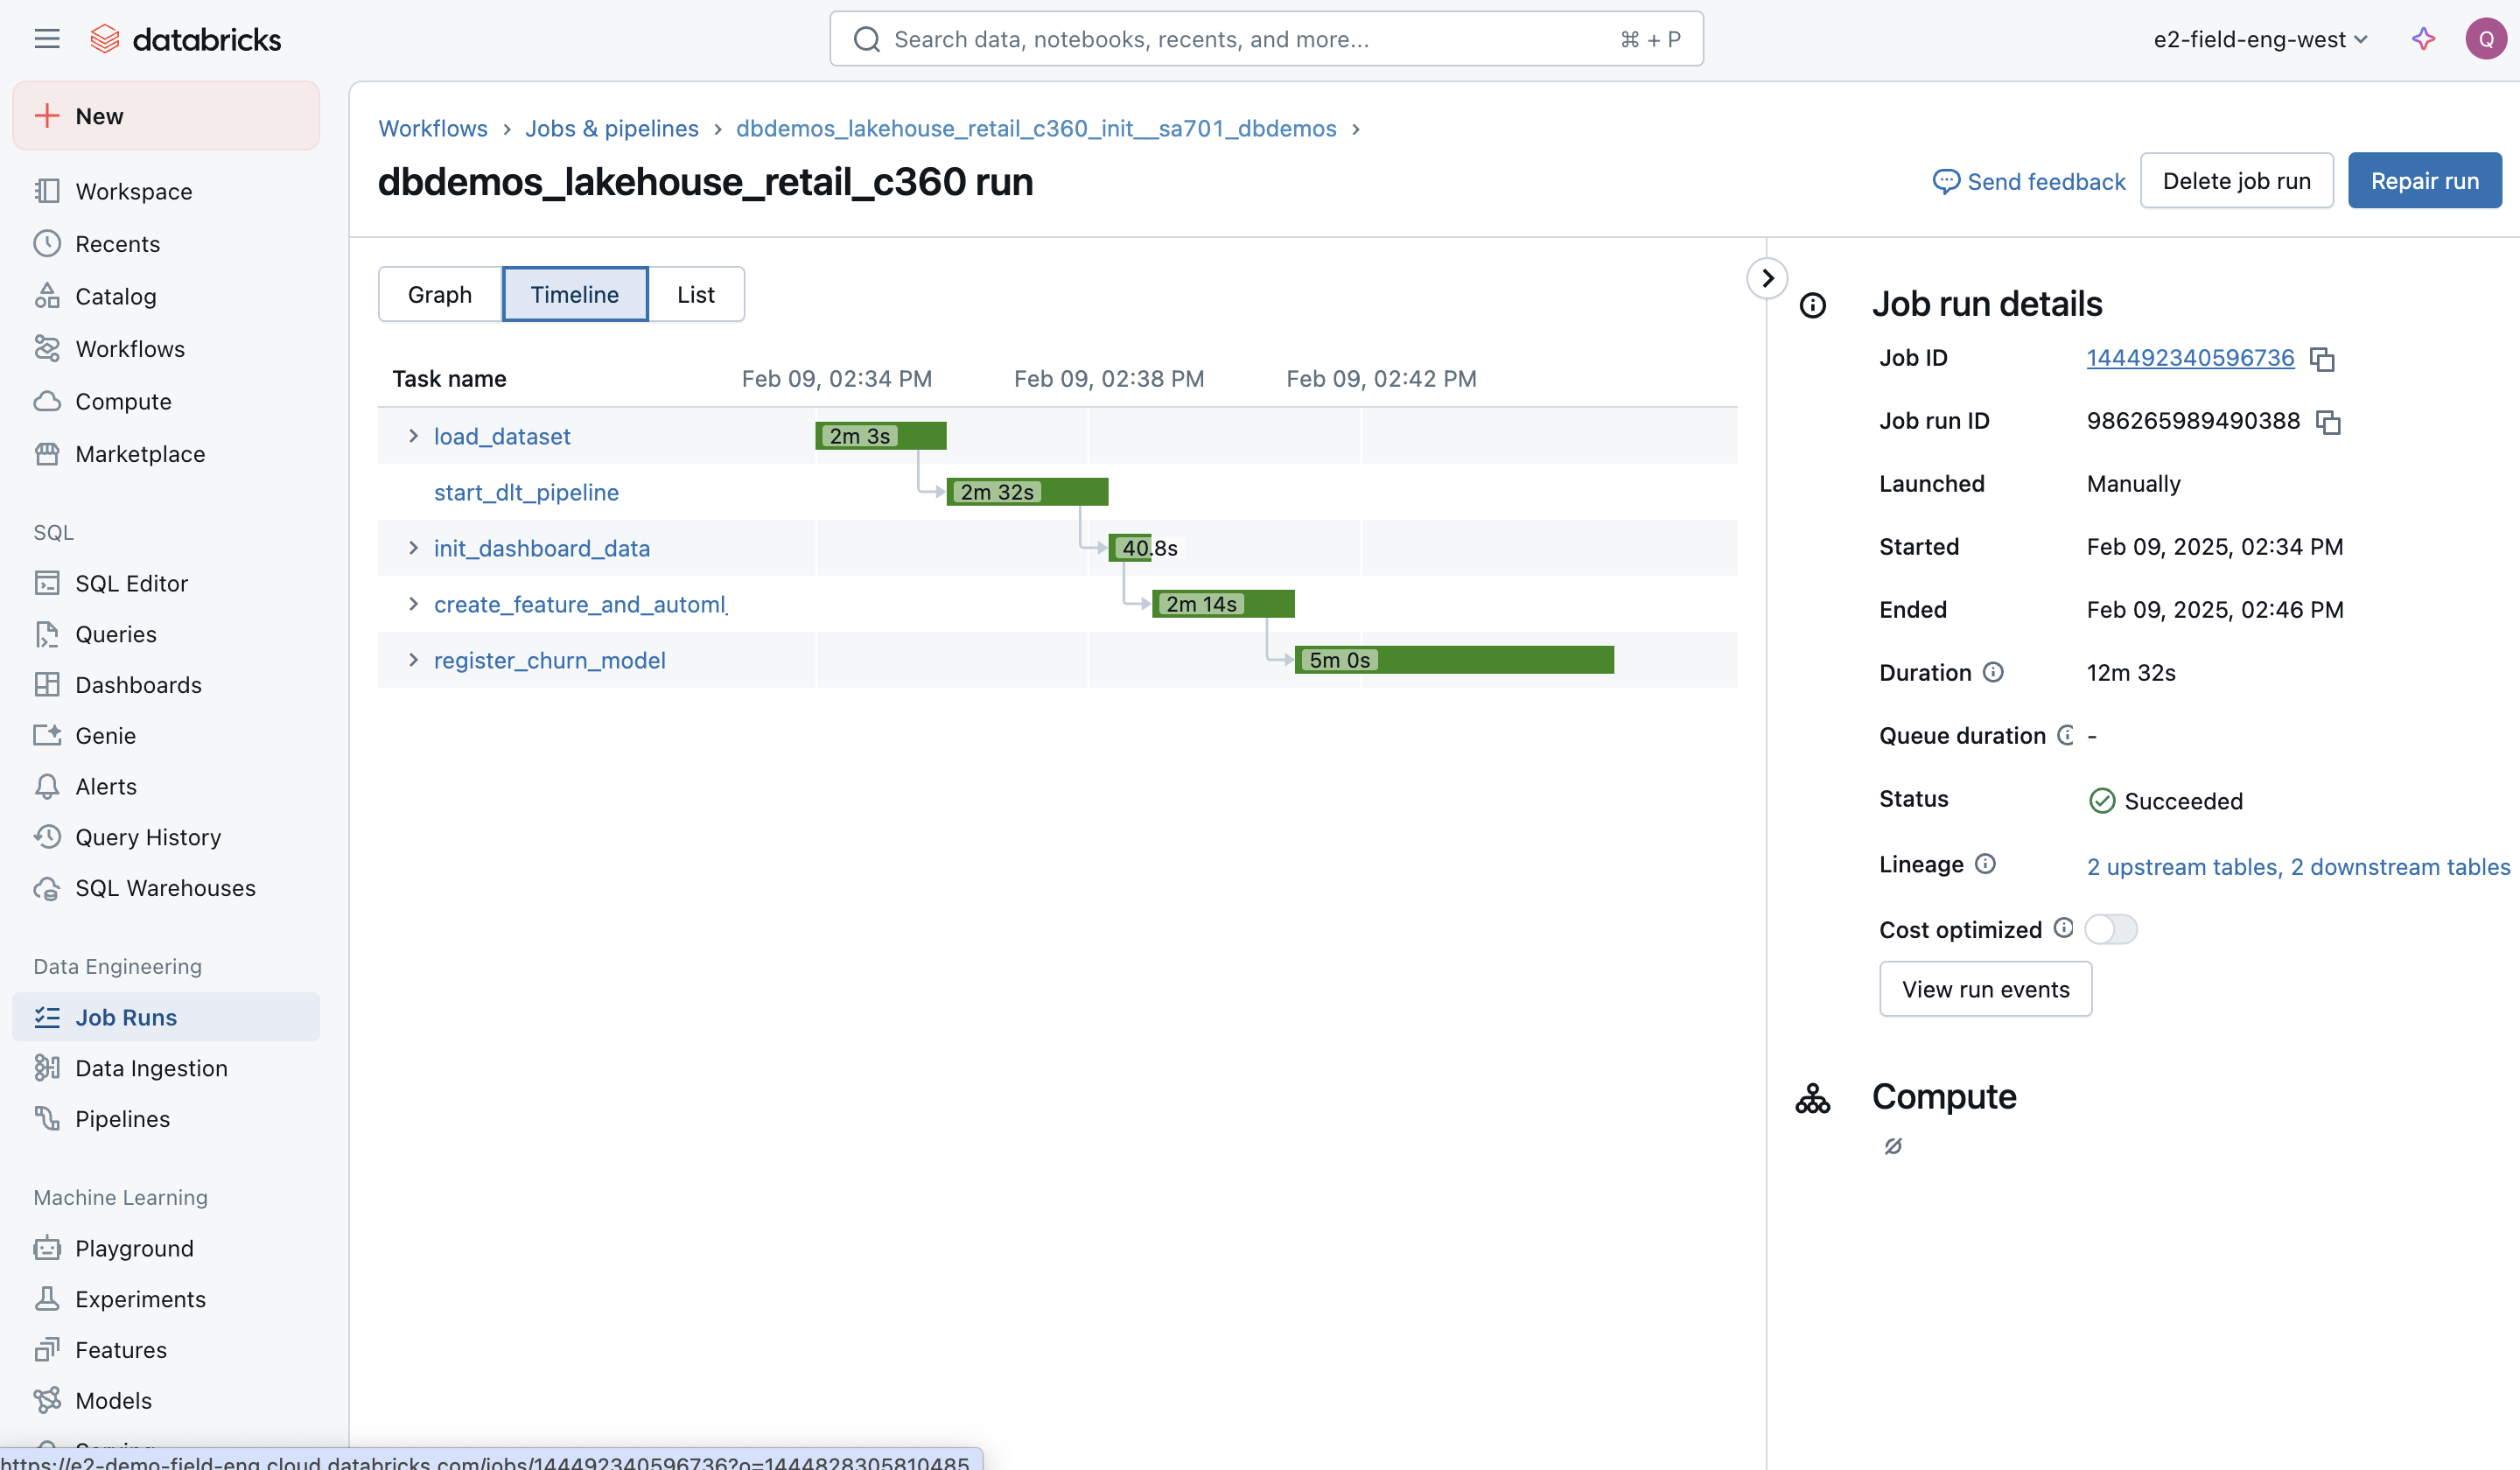 databricks
Search data, notebooks, recents, and more...
⌘ + P
e2-field-eng-west
Q
New
Workspace
Recents
Catalog
Workflows
Compute
Marketplace
SQL
SQL Editor
Queries
Dashboards
Genie
Alerts
Query History
SQL Warehouses
Data Engineering
Job Runs
Data Ingestion
Pipelines
Machine Learning
Playground
Experiments
Features
Models
Serving
https://e2-demo-field-eng.cloud.databricks.com/jobs/144492340596736?o=1444828305810485
Workflows > Jobs & pipelines > dbdemos_lakehouse_retail_c360_init__sa701_dbdemos >
dbdemos_lakehouse_retail_c360 run
Send feedback
Delete job run
Repair run
Graph
Timeline
List
Task name
Feb 09, 02:34 PM
Feb 09, 02:38 PM
Feb 09, 02:42 PM
load_dataset
2m 3s
start_dlt_pipeline
2m 32s
init_dashboard_data
40.8s
create_feature_and_automl_
2m 14s
register_churn_model
5m 0s
Job run details
Job ID
144492340596736
Job run ID
986265989490388
Launched
Manually
Started
Feb 09, 2025, 02:34 PM
Ended
Feb 09, 2025, 02:46 PM
Duration
12m 32s
Queue duration
-
Status
Succeeded
Lineage
2 upstream tables, 2 downstream tables
Cost optimized
View run events
Compute